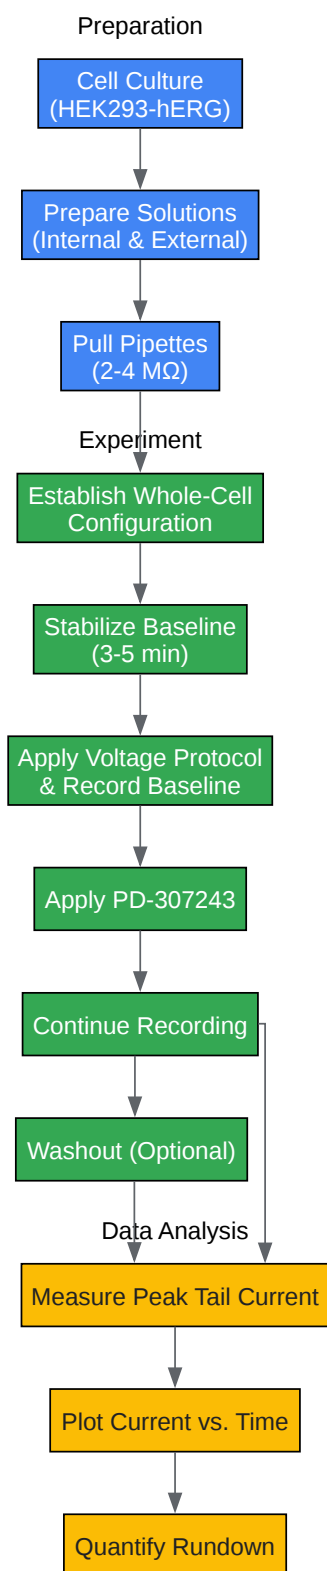 Preparation
Cell Culture
(HEK293-hERG)
Prepare Solutions
(Internal & External)
Pull Pipettes
(2-4 MΩ)
Experiment
Establish Whole-Cell
Configuration
Stabilize Baseline
(3-5 min)
Apply Voltage Protocol
& Record Baseline
Apply PD-307243
Continue Recording
Washout (Optional)
Data Analysis
Measure Peak Tail Current
Plot Current vs. Time
Quantify Rundown